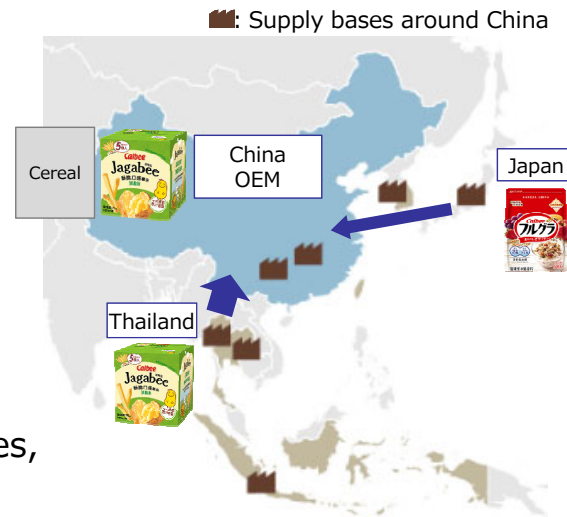 : Supply bases around China
Cereal
Calbee
Jagabee
China
OEM
Japan
Calbee
フルグラ
Thailand
Calbee
Jagabee
es,